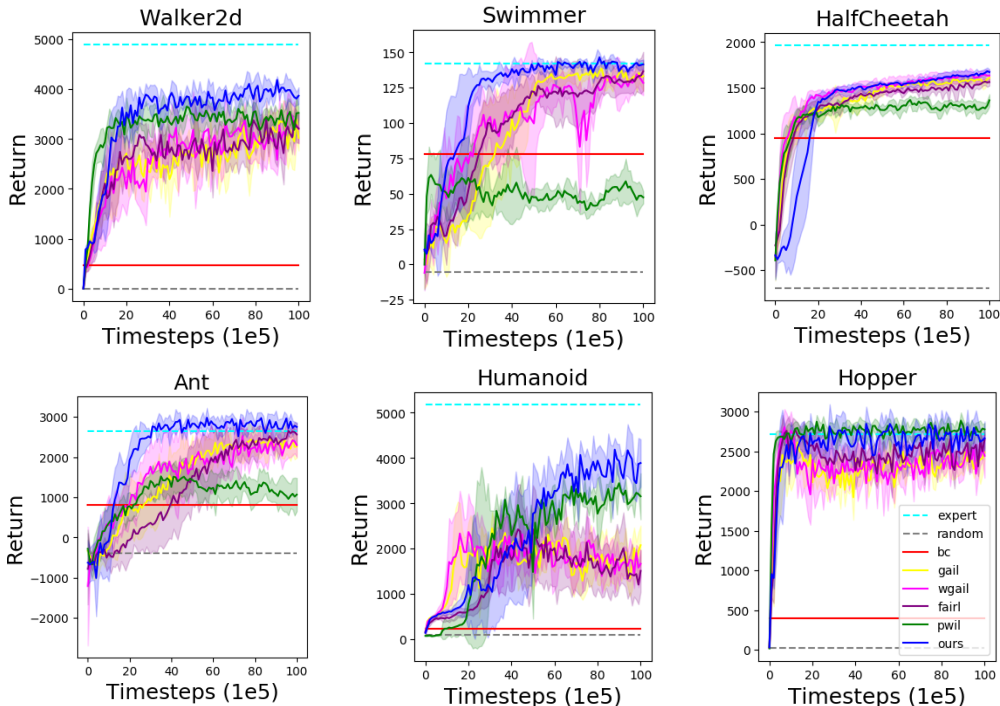 Walker2d
5000
4000
3000
2000
1000
0
Return
0 20 40 60 80 100
Timesteps (1e5)
Swimmer
150
125
100
75
50
25
0
−25
Return
0 20 40 60 80 100
Timesteps (1e5)
HalfCheetah
2000
1500
1000
500
0
−500
Return
0 20 40 60 80 100
Timesteps (1e5)
Ant
3000
2000
1000
0
−1000
−2000
Return
0 20 40 60 80 100
Timesteps (1e5)
Humanoid
5000
4000
3000
2000
1000
0
Return
0 20 40 60 80 100
Timesteps (1e5)
Hopper
3000
2500
2000
1500
1000
500
0
Return
0 20 40 60 80 100
Timesteps (1e5)
expert
random
bc
gail
wgail
fairl
pwil
ours